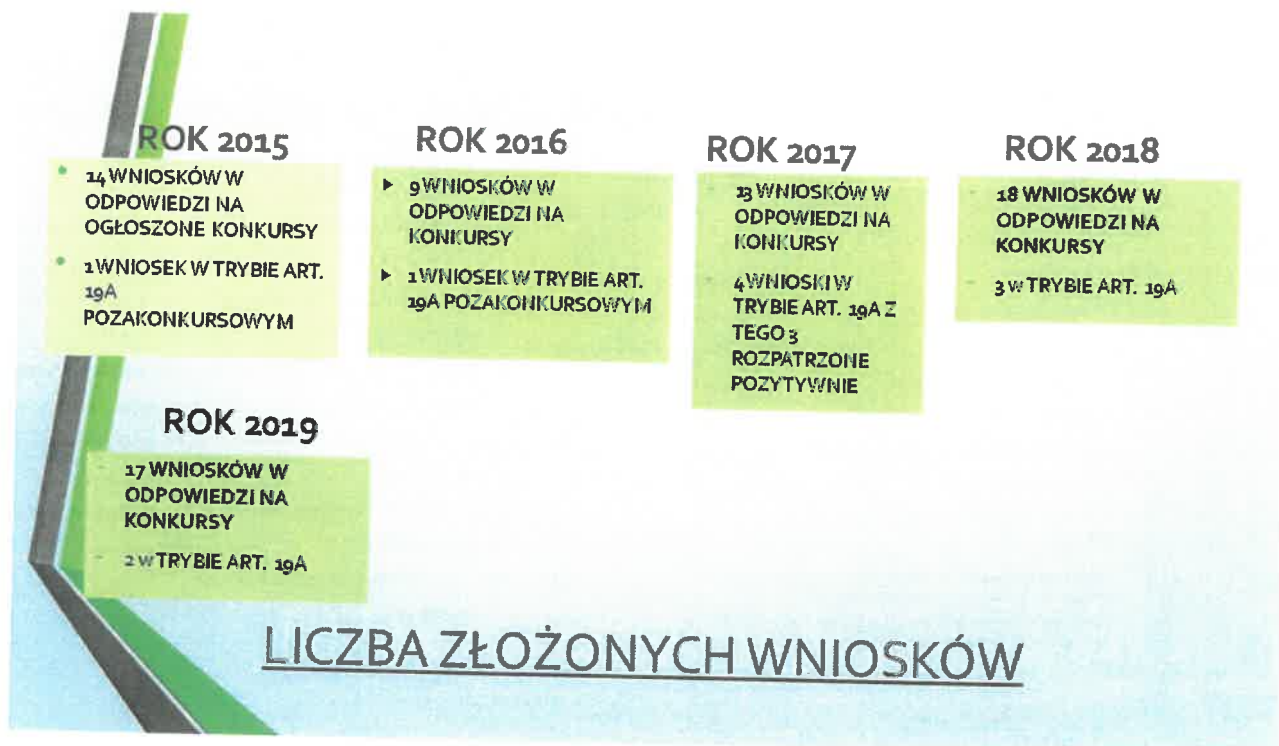 ROK 2015
• 14 WNIOSKÓW W
ODPOWIEDZI NA
OGŁOSZONE KONKURSY
• 1 WNIOSEK W TRYBIE ART.
19A
POZAKONKURSOWYM
ROK 2016
▶ 9 WNIOSKÓW W
ODPOWIEDZI NA
KONKURSY
▶ 1 WNIOSEK W TRYBIE ART.
19A POZAKONKURSOWYM
ROK 2017
- 13 WNIOSKÓW W
ODPOWIEDZI NA
KONKURSY
- 4 WNIOSKI W
TRYBIE ART. 19A Z
TEGO 3
ROZPATRZONE
POZYTYWNIE
ROK 2018
- 18 WNIOSKÓW W
ODPOWIEDZI NA
KONKURSY
- 3 W TRYBIE ART. 19A
ROK 2019
- 17 WNIOSKÓW W
ODPOWIEDZI NA
KONKURSY
- 2 W TRYBIE ART. 19A
LICZBA ZŁOŻONYCH WNIOSKÓW